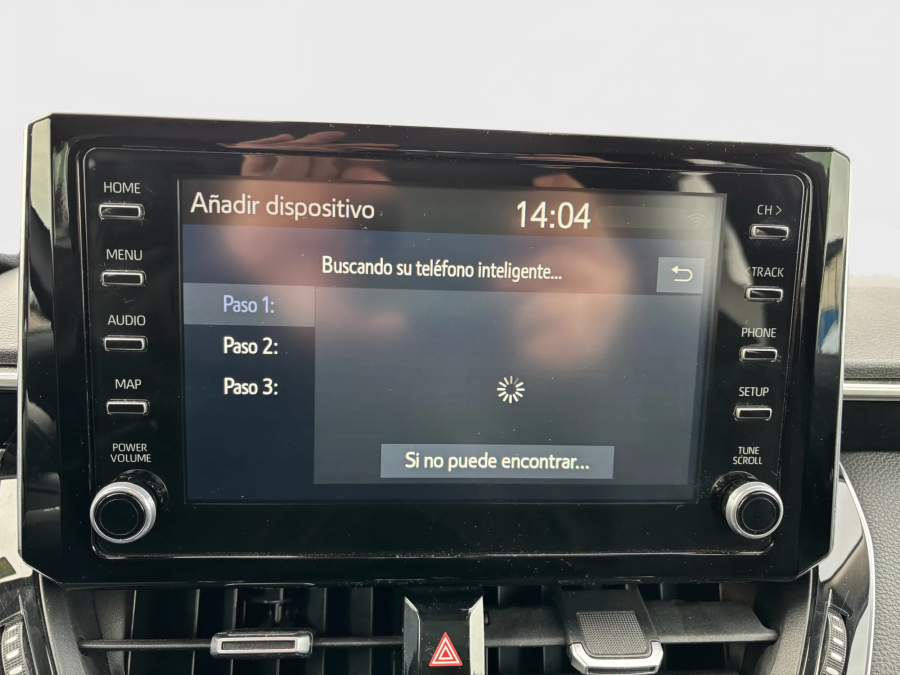 HOME
MENU
AUDIO
MAP
POWER
VOLUME
Añadir dispositivo
14:04
Buscando su teléfono inteligente...
Paso 1:
Paso 2:
Paso 3:
Si no puede encontrar...
CH >
< TRACK
PHONE
SETUP
TUNE
SCROLL